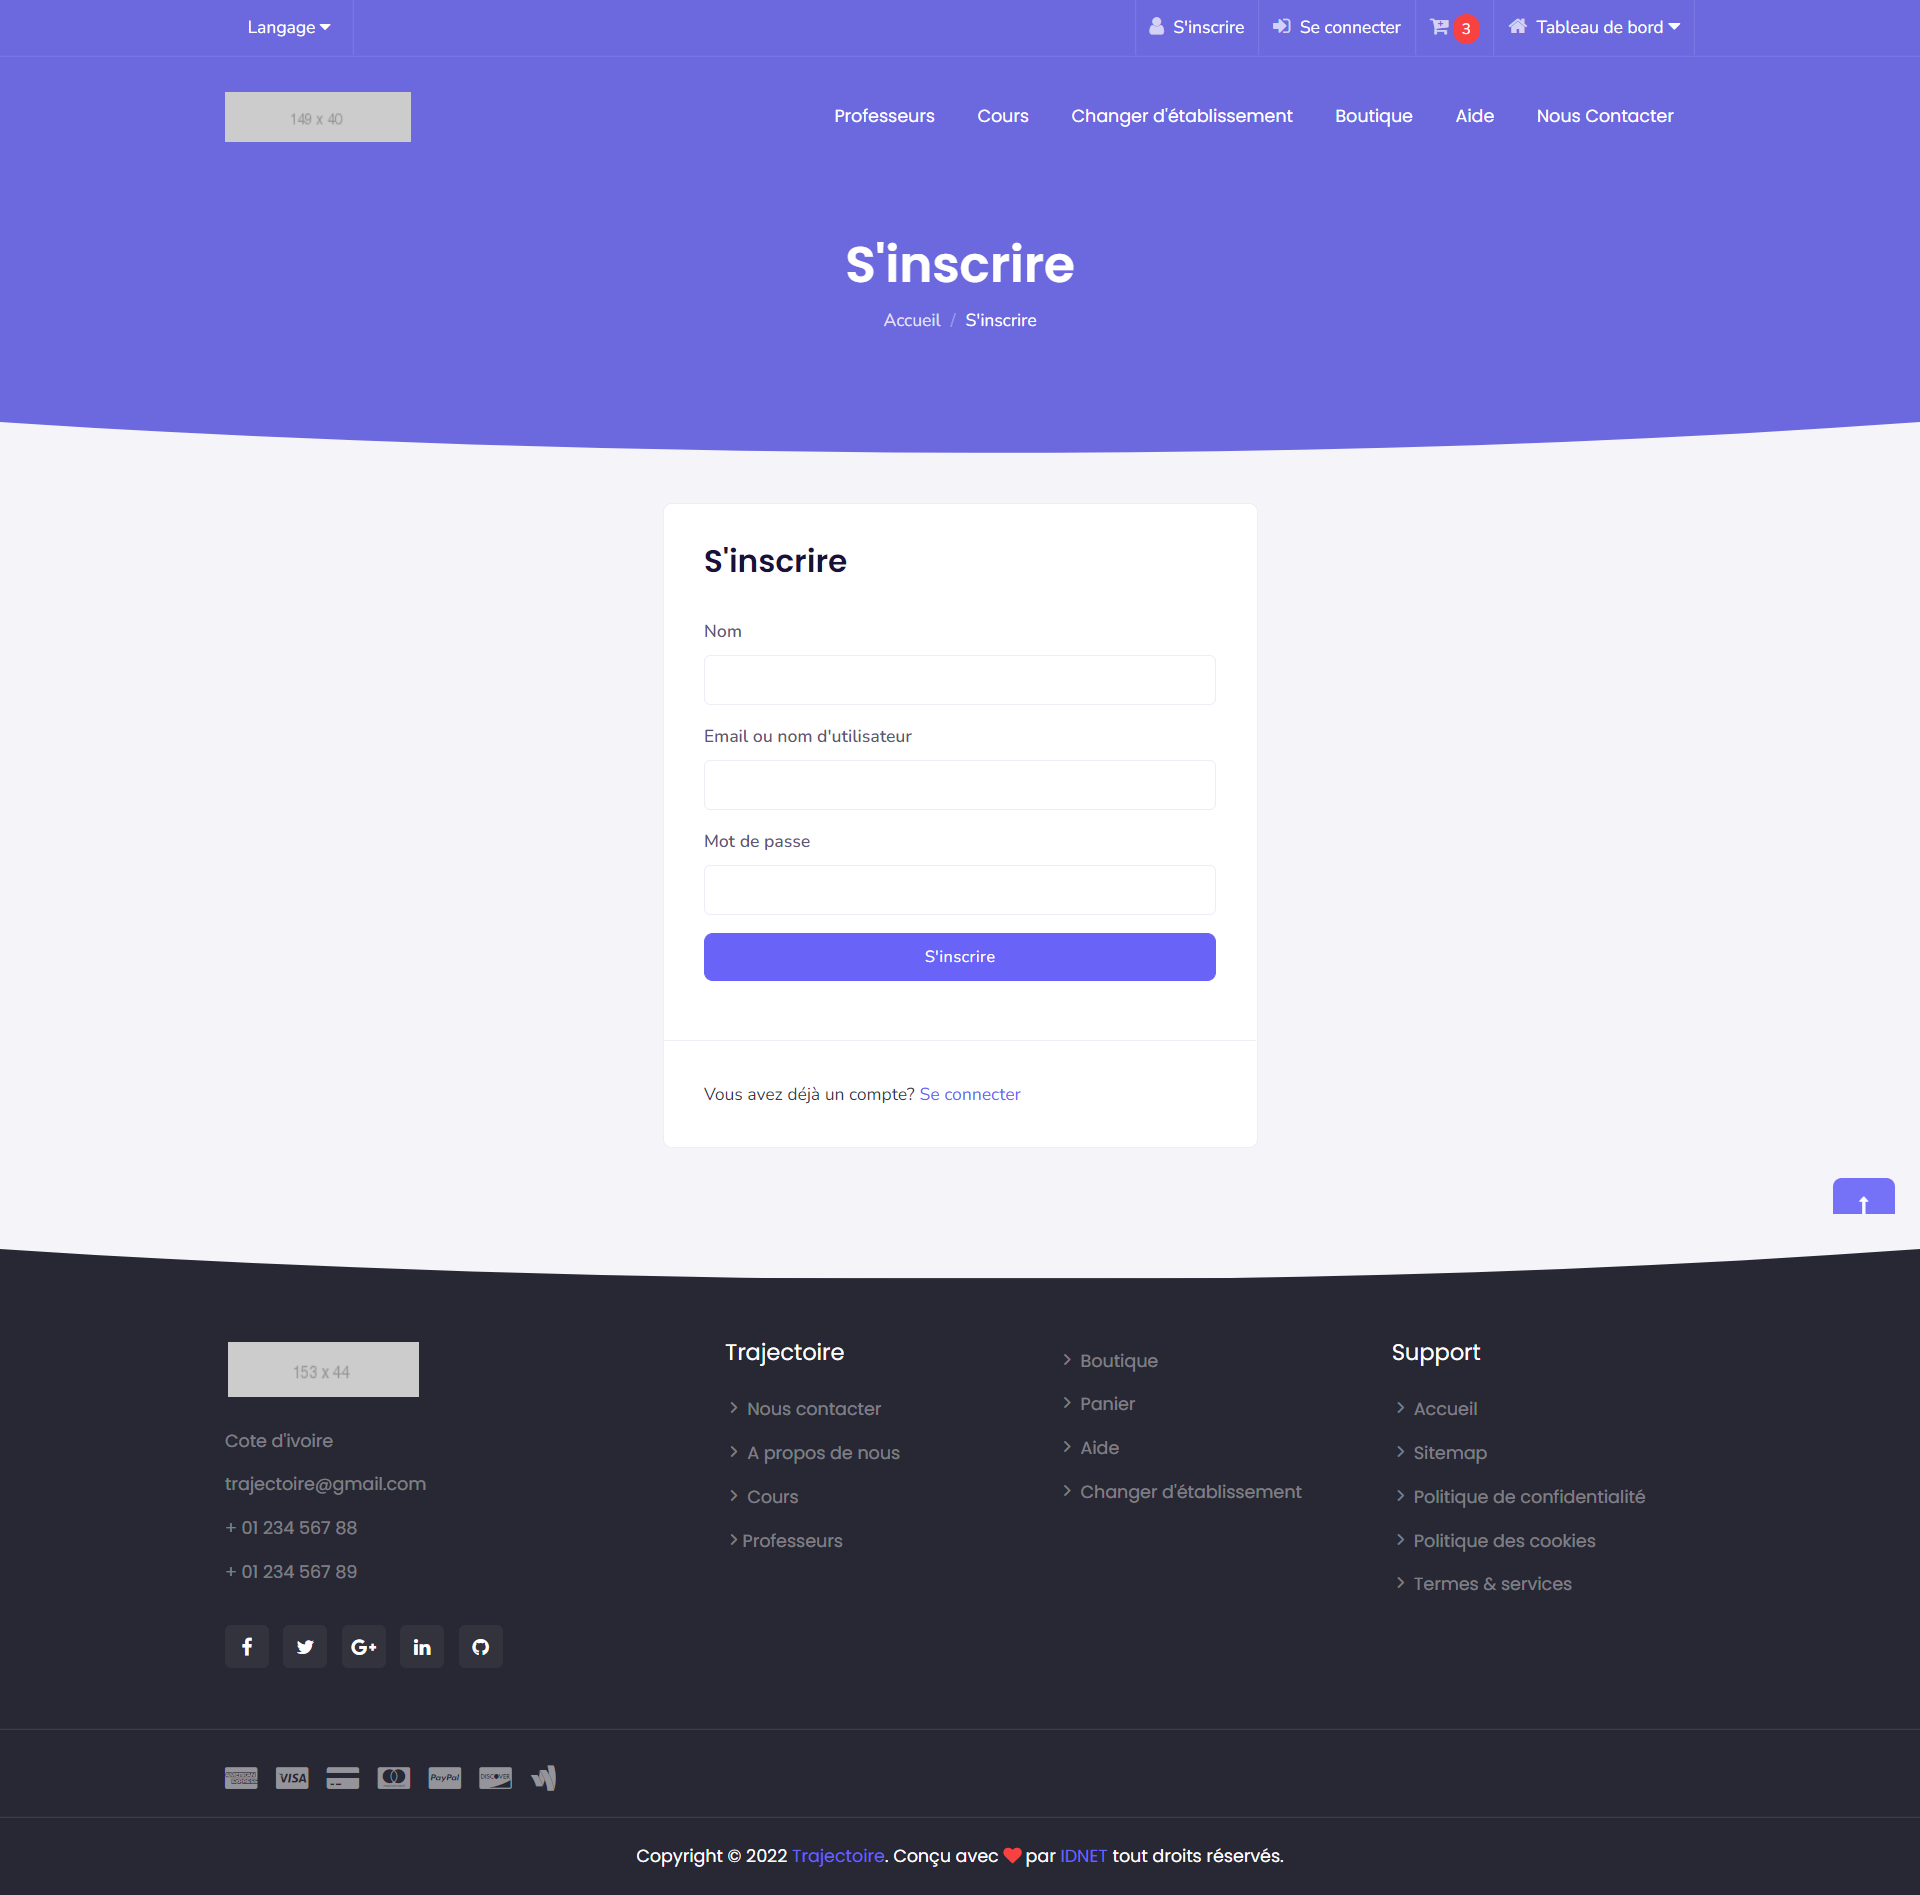 Langage
S'inscrire
Se connecter
3
Tableau de bord
149 x 40
Professeurs
Cours
Changer d'établissement
Boutique
Aide
Nous Contacter
S'inscrire
Accueil / S'inscrire
S'inscrire
Nom
Email ou nom d'utilisateur
Mot de passe
S'inscrire
Vous avez déjà un compte? Se connecter
153 x 44
Cote d'ivoire
trajectoire@gmail.com
+ 01 234 567 88
+ 01 234 567 89
Trajectoire
Nous contacter
A propos de nous
Cours
Professeurs
Boutique
Panier
Aide
Changer d'établissement
Support
Accueil
Sitemap
Politique de confidentialité
Politique des cookies
Termes & services
AMERICAN EXPRESS
VISA
PayPal
DISCOVER
Copyright © 2022 Trajectoire. Conçu avec ❤ par IDNET tout droits réservés.